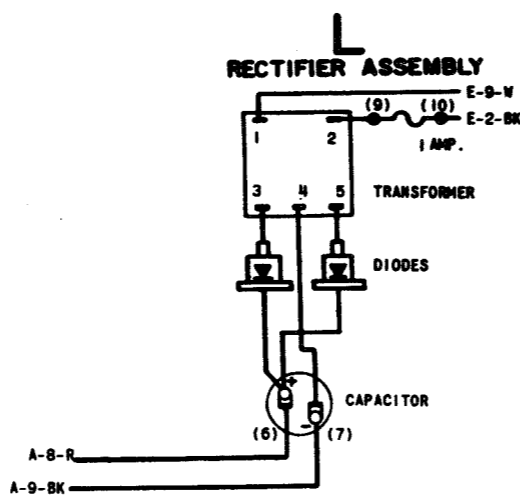 L
RECTIFIER ASSEMBLY
E-9-W
(9) (10)
E-2-BK
1 2
1 AMP.
3 4 5
TRANSFORMER
DIODES
+
CAPACITOR
-
(6) (7)
A-8-R
A-9-BK